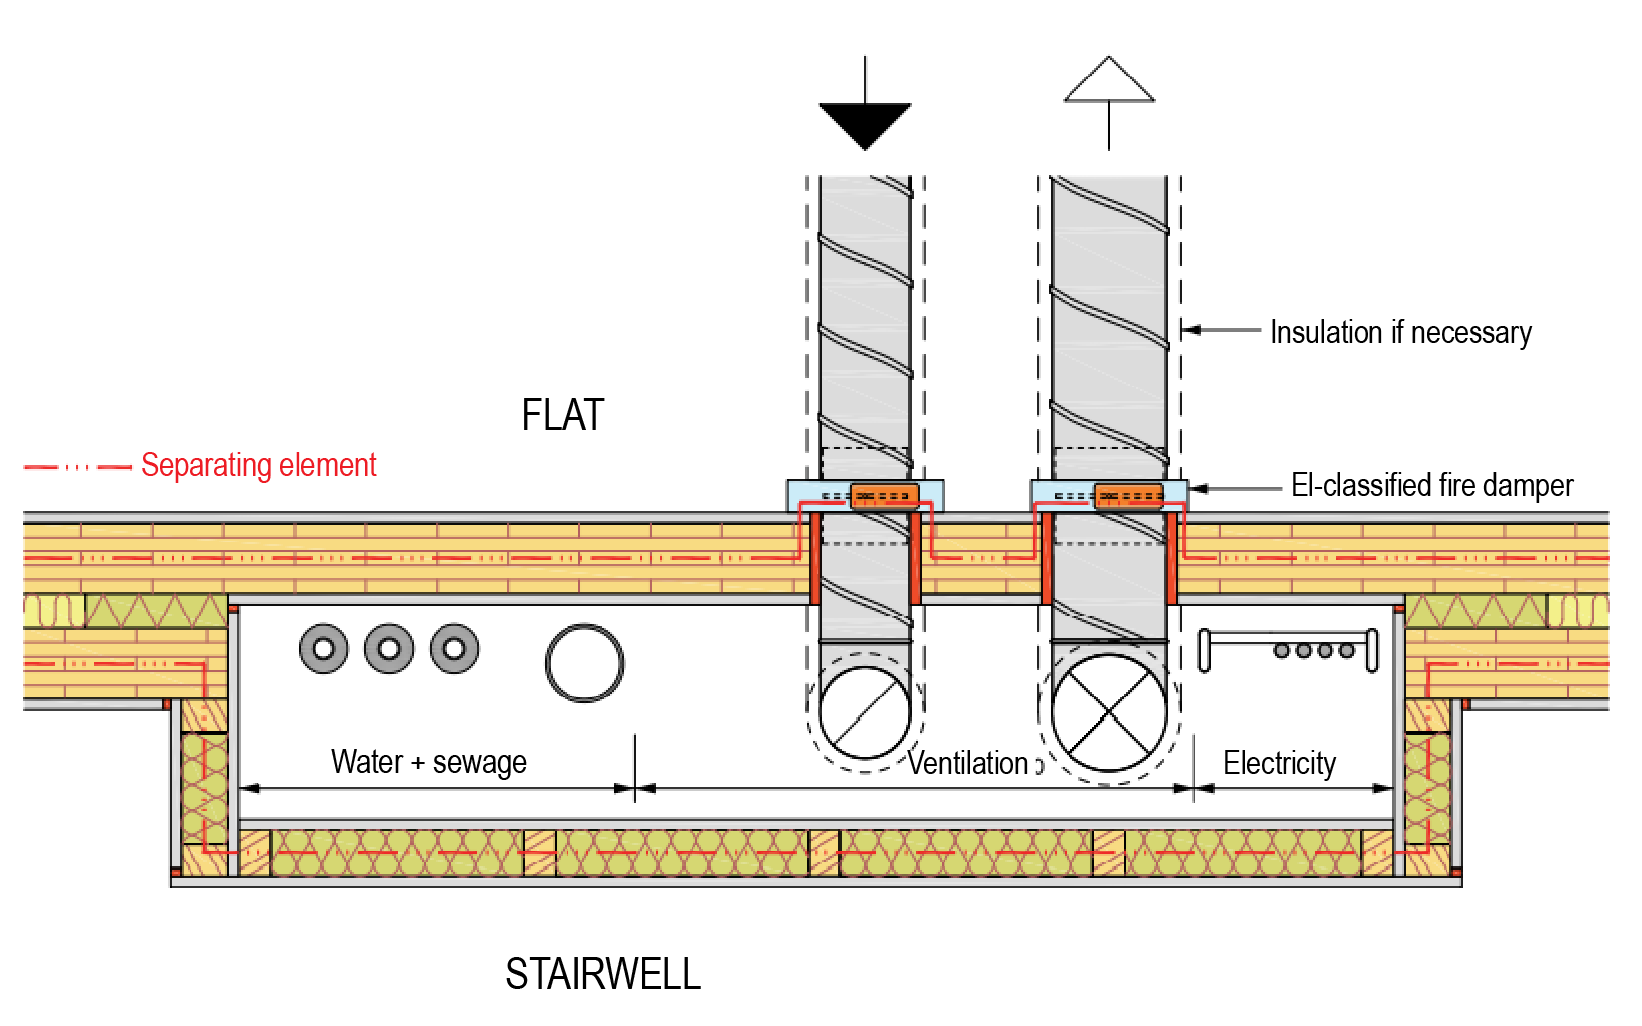 Insulation if necessary
FLAT
Separating element
EI-classified fire damper
Water + sewage
Ventilation
Electricity
STAIRWELL